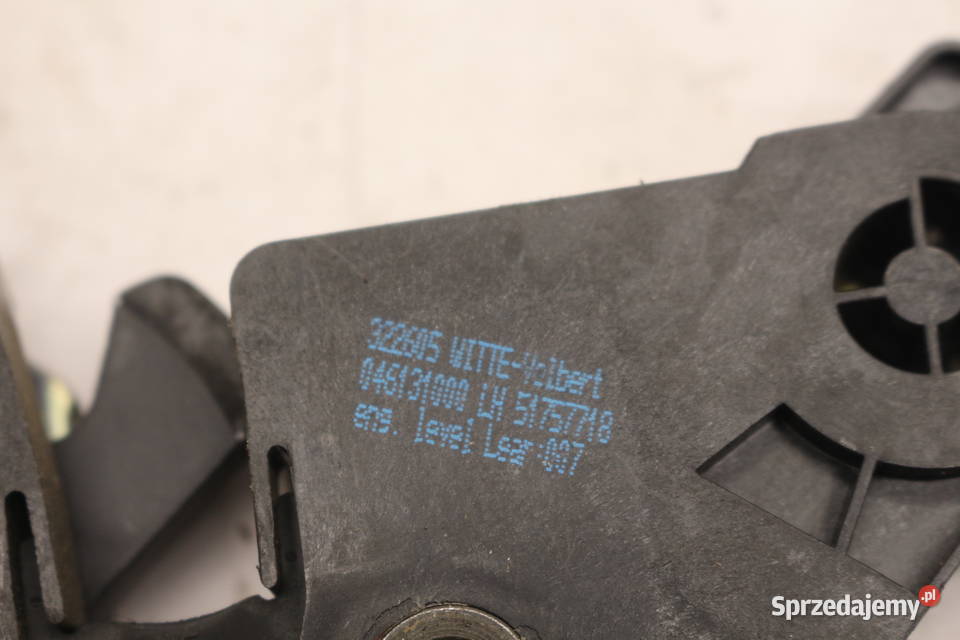 322605 WITTE-Velbert
046131000 LH 51757718
eng. level Lear:007
Sprzedajemy.pl